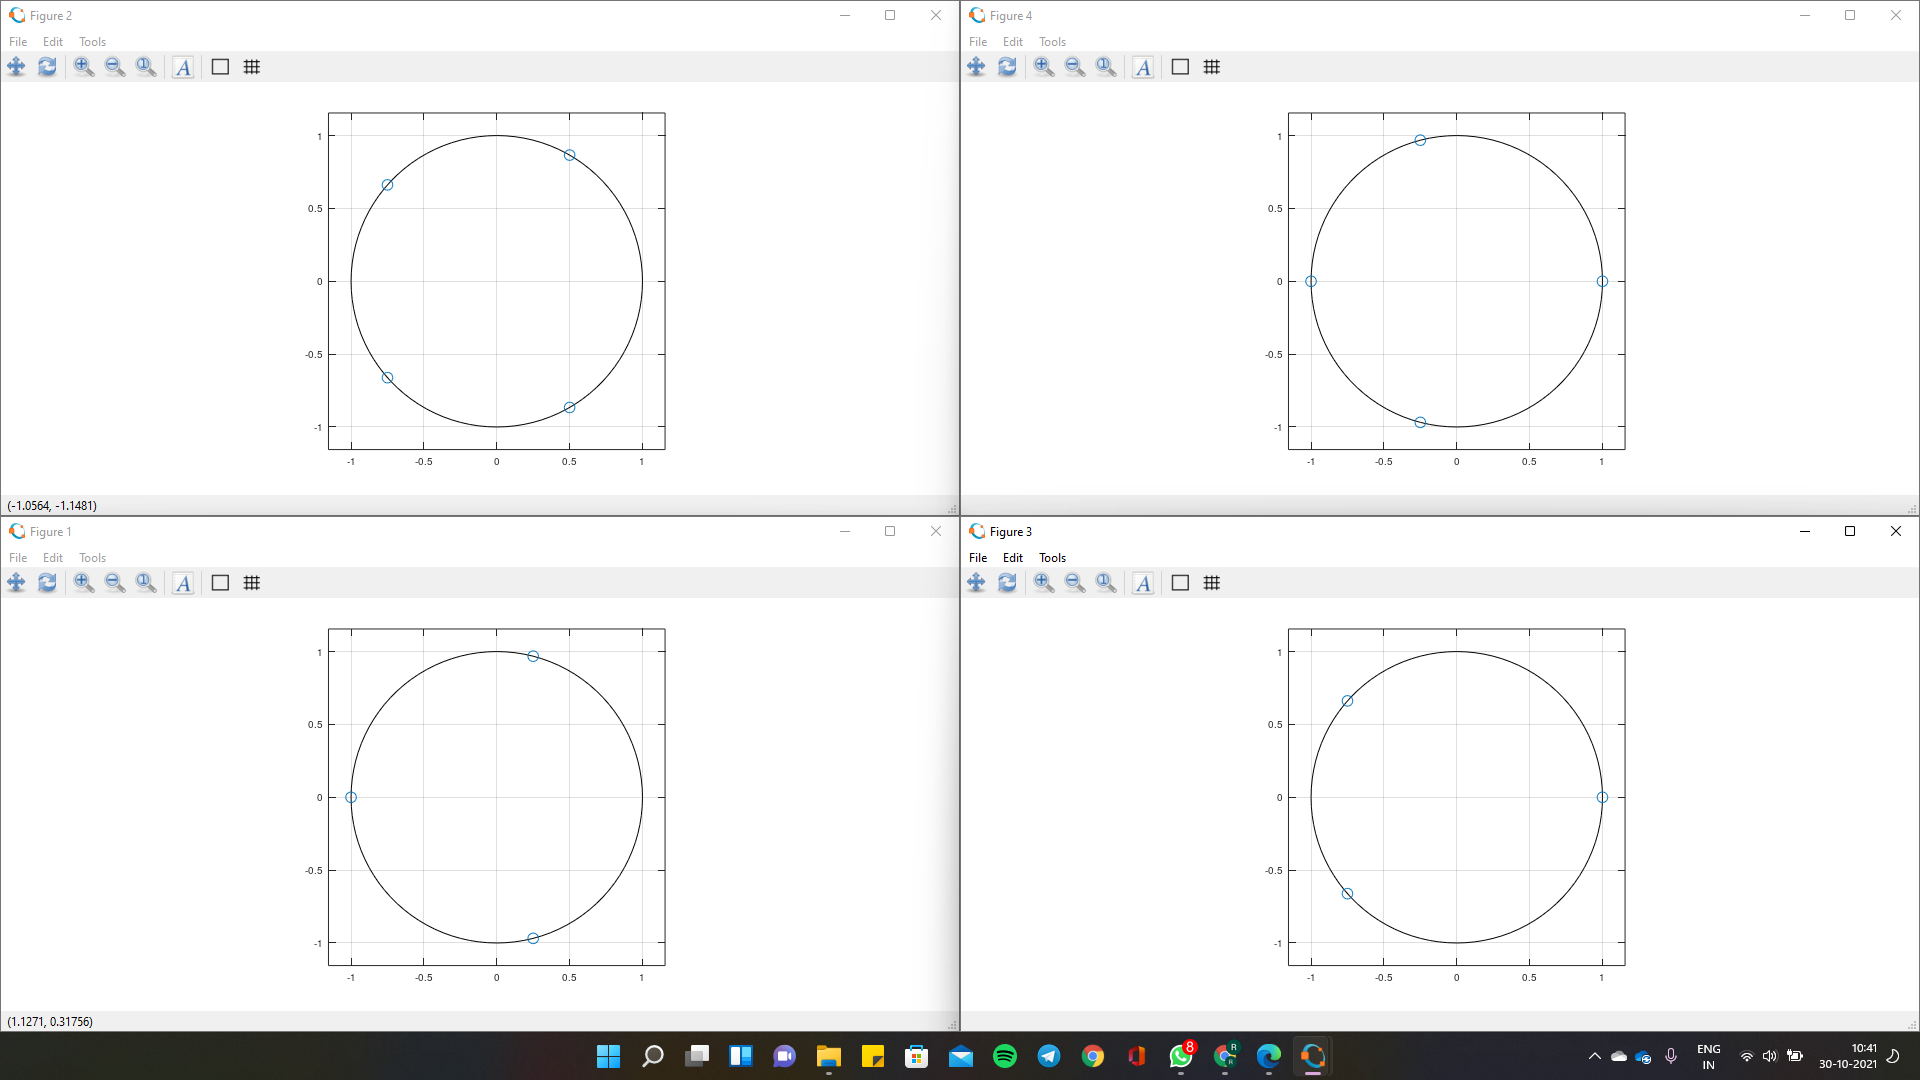 Figure 2
File Edit Tools
1
0.5
0
-0.5
-1
-1 -0.5 0 0.5 1
(-1.0564, -1.1481)
Figure 4
File Edit Tools
1
0.5
0
-0.5
-1
-1 -0.5 0 0.5 1
Figure 1
File Edit Tools
1
0.5
0
-0.5
-1
-1 -0.5 0 0.5 1
(1.1271, 0.31756)
Figure 3
File Edit Tools
1
0.5
0
-0.5
-1
-1 -0.5 0 0.5 1
8
R
R
ENG
IN
10:41
30-10-2021